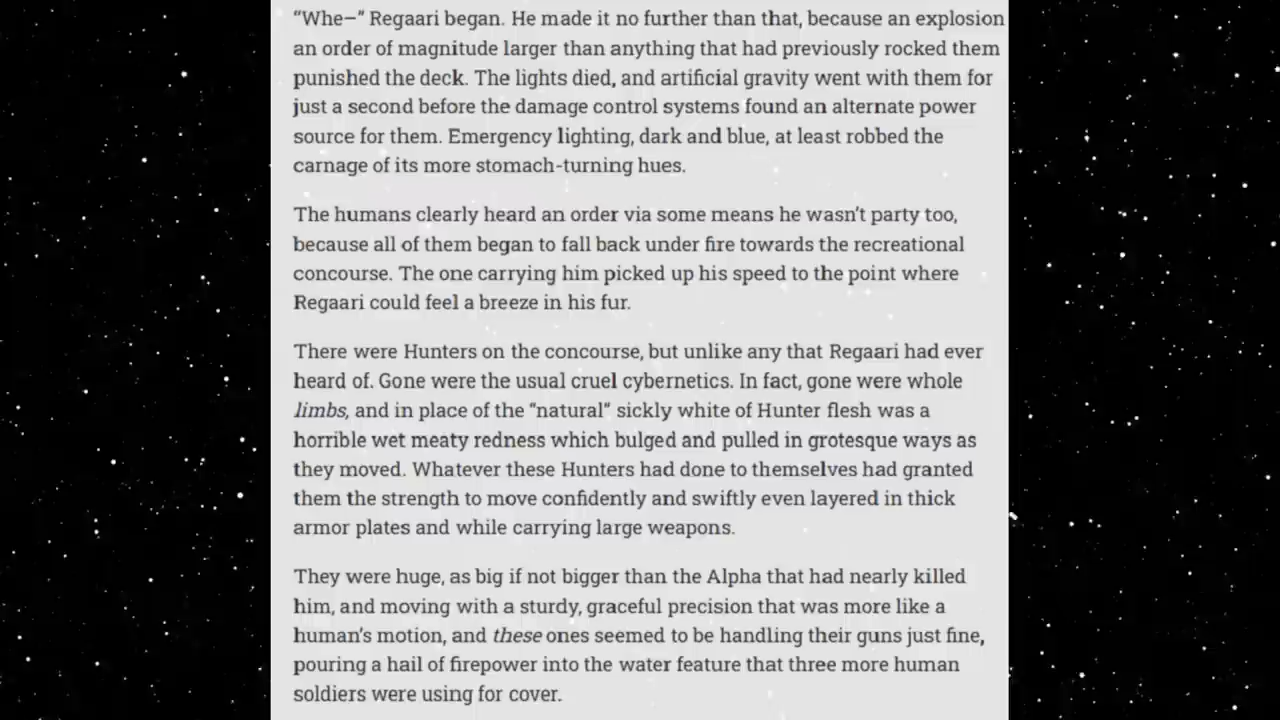 “Whe—” Regaari began. He made it no further than that, because an explosion
an order of magnitude larger than anything that had previously rocked them
punished the deck. The lights died, and artificial gravity went with them for
just a second before the damage control systems found an alternate power
source for them. Emergency lighting, dark and blue, at least robbed the
carnage of its more stomach-turning hues.
The humans clearly heard an order via some means he wasn’t party too,
because all of them began to fall back under fire towards the recreational
concourse. The one carrying him picked up his speed to the point where
Regaari could feel a breeze in his fur.
There were Hunters on the concourse, but unlike any that Regaari had ever
heard of. Gone were the usual cruel cybernetics. In fact, gone were whole
limbs, and in place of the “natural” sickly white of Hunter flesh was a
horrible wet meaty redness which bulged and pulled in grotesque ways as
they moved. Whatever these Hunters had done to themselves had granted
them the strength to move confidently and swiftly even layered in thick
armor plates and while carrying large weapons.
They were huge, as big if not bigger than the Alpha that had nearly killed
him, and moving with a sturdy, graceful precision that was more like a
human’s motion, and these ones seemed to be handling their guns just fine,
pouring a hail of firepower into the water feature that three more human
soldiers were using for cover.